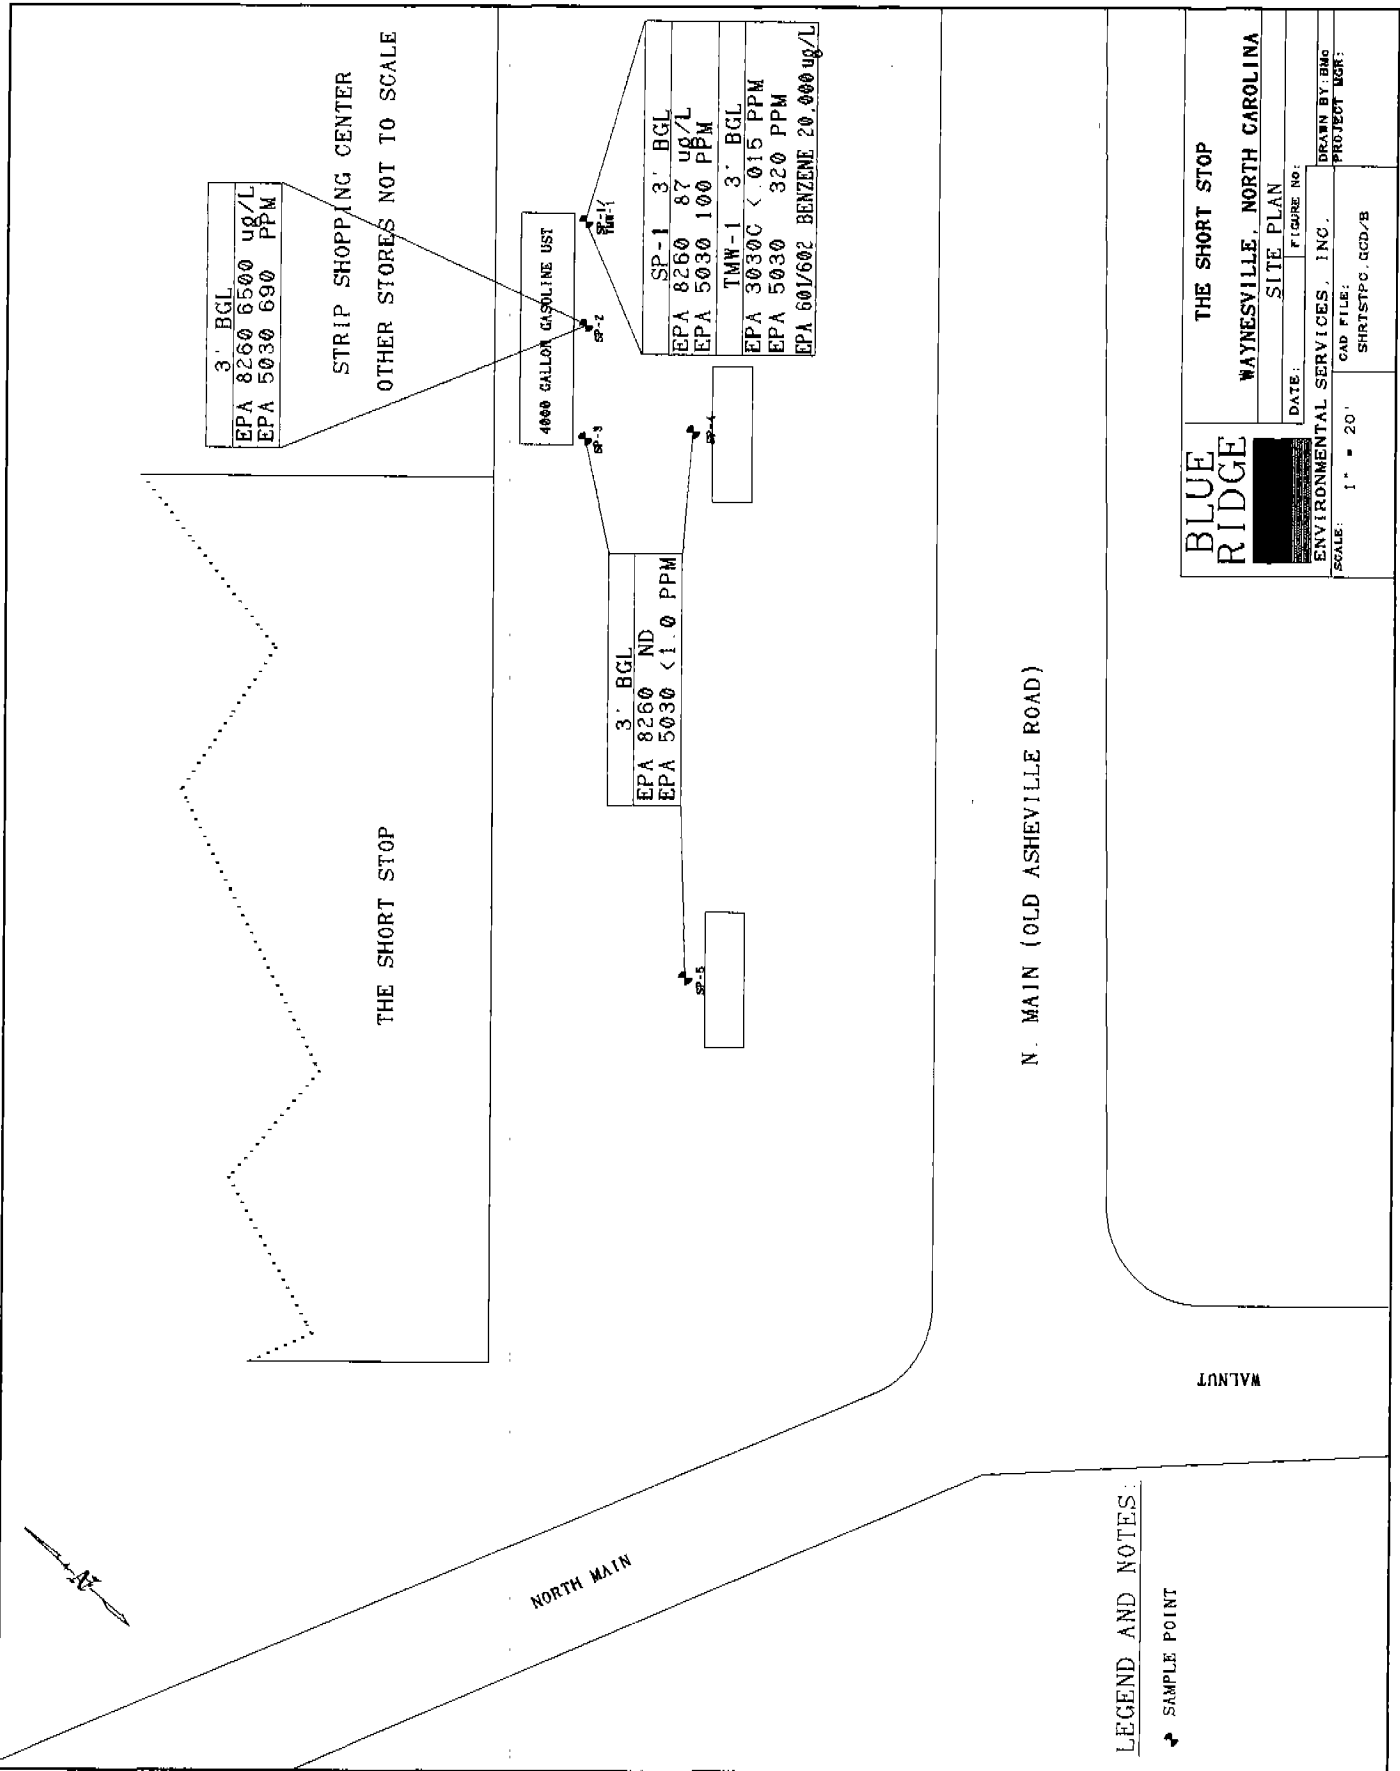 STRIP SHOPPING CENTER
OTHER STORES NOT TO SCALE
3' BGL
EPA 8260 6500 ug/L
EPA 5030 690 PPM
4000 GALLON GASOLINE UST
SP-1/
TMW-1
SP-2
SP-3
SP-4
SP-5
SP-1 3' BGL
EPA 8260 87 ug/L
EPA 5030 100 PPM
TMW-1 3' BGL
EPA 3030C <.015 PPM
EPA 5030 320 PPM
EPA 601/602 BENZENE 20,000 ug/L
3' BGL
EPA 8260 ND
EPA 5030 <1.0 PPM
THE SHORT STOP
N. MAIN (OLD ASHEVILLE ROAD)
NORTH MAIN
WALNUT
N
LEGEND AND NOTES:
SAMPLE POINT
BLUE
RIDGE
ENVIRONMENTAL SERVICES, INC.
THE SHORT STOP
WAYNESVILLE, NORTH CAROLINA
SITE PLAN
DATE:
FIGURE NO:
DRAWN BY: BMc
PROJECT MGR:
SCALE:
1" = 20'
CAD FILE:
SHRTSTPC.GCD/B